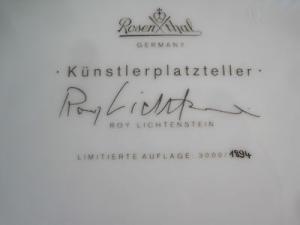 Rosenthal
GERMANY
· Künstlerplatzteller ·
Roy Lichtenstein
ROY LICHTENSTEIN
LIMITIERTE AUFLAGE: 3000/1894